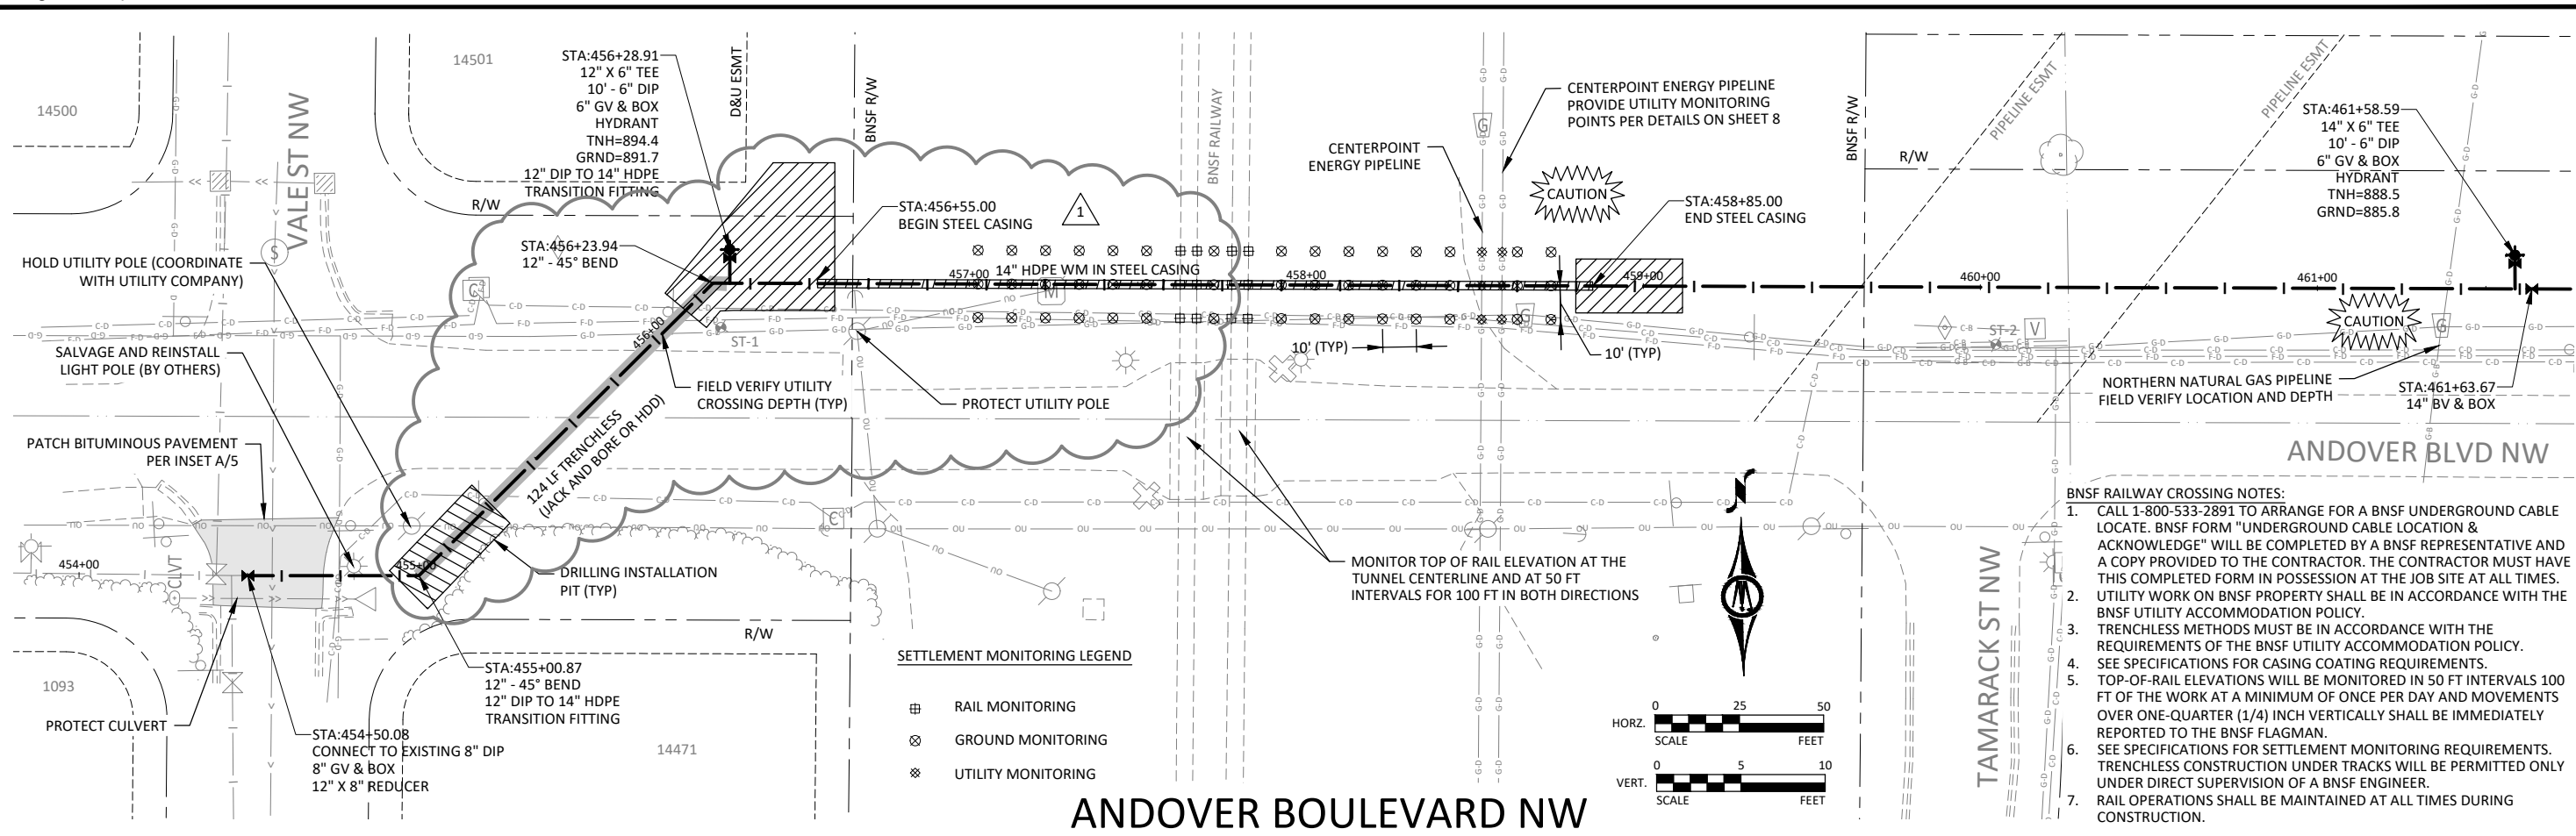 14500
VALE ST NW
14501
STA:456+28.91
12" X 6" TEE
10' - 6" DIP
6" GV & BOX
HYDRANT
TNH=894.4
GRND=891.7
12" DIP TO 14" HDPE
TRANSITION FITTING
D&U ESMT
BNSF R/W
R/W
STA:456+23.94
12" - 45° BEND
STA:456+55.00
BEGIN STEEL CASING
1
BNSF RAILWAY
CENTERPOINT
ENERGY PIPELINE
CENTERPOINT ENERGY PIPELINE
PROVIDE UTILITY MONITORING
POINTS PER DETAILS ON SHEET 8
CAUTION
STA:458+85.00
END STEEL CASING
BNSF R/W
R/W
PIPELINE ESMT
PIPELINE ESMT
STA:461+58.59
14" X 6" TEE
10' - 6" DIP
6" GV & BOX
HYDRANT
TNH=888.5
GRND=885.8
HOLD UTILITY POLE (COORDINATE
WITH UTILITY COMPANY)
456+00
457+00
14" HDPE WM IN STEEL CASING
458+00
459+00
460+00
461+00
CAUTION
SALVAGE AND REINSTALL
LIGHT POLE (BY OTHERS)
ST-1
ST-2
10' (TYP)
10' (TYP)
FIELD VERIFY UTILITY
CROSSING DEPTH (TYP)
PROTECT UTILITY POLE
NORTHERN NATURAL GAS PIPELINE
FIELD VERIFY LOCATION AND DEPTH
STA:461+63.67
14" BV & BOX
PATCH BITUMINOUS PAVEMENT
PER INSET A/5
124 LF TRENCHLESS
(JACK AND BORE OR HDD)
ANDOVER BLVD NW
454+00
CLVT
455+00
DRILLING INSTALLATION
PIT (TYP)
MONITOR TOP OF RAIL ELEVATION AT THE
TUNNEL CENTERLINE AND AT 50 FT
INTERVALS FOR 100 FT IN BOTH DIRECTIONS
R/W
1093
PROTECT CULVERT
STA:455+00.87
12" - 45° BEND
12" DIP TO 14" HDPE
TRANSITION FITTING
STA:454+50.08
CONNECT TO EXISTING 8" DIP
8" GV & BOX
12" X 8" REDUCER
14471
SETTLEMENT MONITORING LEGEND
RAIL MONITORING
GROUND MONITORING
UTILITY MONITORING
HORZ.
0 25 50
SCALE FEET
VERT.
0 5 10
SCALE FEET
TAMARACK ST NW
BNSF RAILWAY CROSSING NOTES:
1. CALL 1-800-533-2891 TO ARRANGE FOR A BNSF UNDERGROUND CABLE
LOCATE. BNSF FORM "UNDERGROUND CABLE LOCATION &
ACKNOWLEDGE" WILL BE COMPLETED BY A BNSF REPRESENTATIVE AND
A COPY PROVIDED TO THE CONTRACTOR. THE CONTRACTOR MUST HAVE
THIS COMPLETED FORM IN POSSESSION AT THE JOB SITE AT ALL TIMES.
2. UTILITY WORK ON BNSF PROPERTY SHALL BE IN ACCORDANCE WITH THE
BNSF UTILITY ACCOMMODATION POLICY.
3. TRENCHLESS METHODS MUST BE IN ACCORDANCE WITH THE
REQUIREMENTS OF THE BNSF UTILITY ACCOMMODATION POLICY.
4. SEE SPECIFICATIONS FOR CASING COATING REQUIREMENTS.
5. TOP-OF-RAIL ELEVATIONS WILL BE MONITORED IN 50 FT INTERVALS 100
FT OF THE WORK AT A MINIMUM OF ONCE PER DAY AND MOVEMENTS
OVER ONE-QUARTER (1/4) INCH VERTICALLY SHALL BE IMMEDIATELY
REPORTED TO THE BNSF FLAGMAN.
6. SEE SPECIFICATIONS FOR SETTLEMENT MONITORING REQUIREMENTS.
TRENCHLESS CONSTRUCTION UNDER TRACKS WILL BE PERMITTED ONLY
UNDER DIRECT SUPERVISION OF A BNSF ENGINEER.
7. RAIL OPERATIONS SHALL BE MAINTAINED AT ALL TIMES DURING
CONSTRUCTION.
ANDOVER BOULEVARD NW